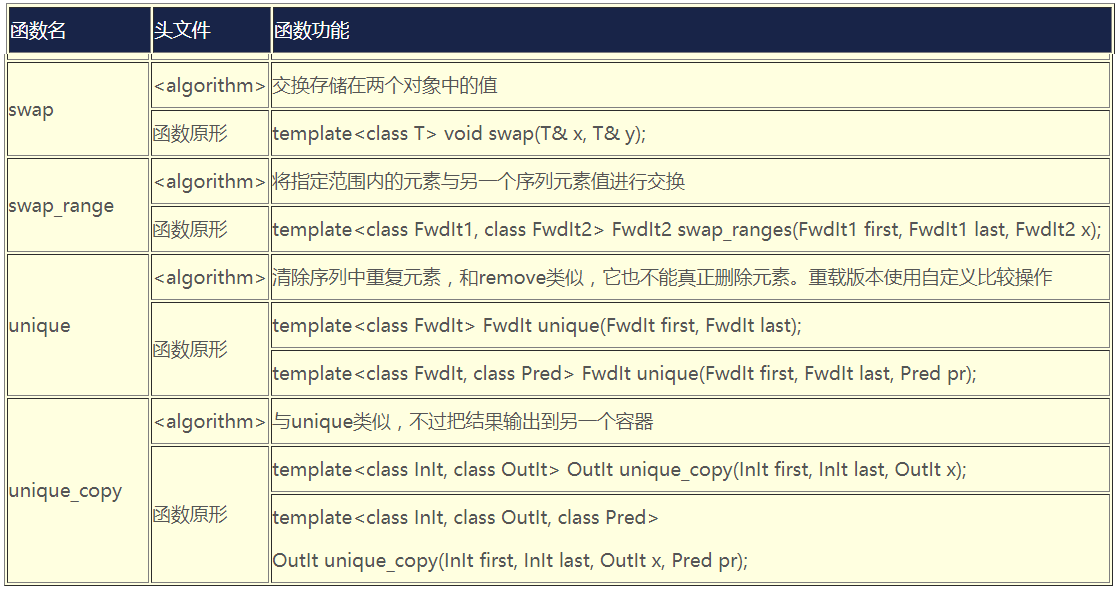 函数名 头文件 函数功能
swap <algorithm> 交换存储在两个对象中的值
函数原形 template<class T> void swap(T& x, T& y);
swap_range <algorithm> 将指定范围内的元素与另一个序列元素值进行交换
函数原形 template<class FwdIt1, class FwdIt2> FwdIt2 swap_ranges(FwdIt1 first, FwdIt1 last, FwdIt2 x);
unique <algorithm> 清除序列中重复元素，和remove类似，它也不能真正删除元素。重载版本使用自定义比较操作
函数原形 template<class FwdIt> FwdIt unique(FwdIt first, FwdIt last);
template<class FwdIt, class Pred> FwdIt unique(FwdIt first, FwdIt last, Pred pr);
unique_copy <algorithm> 与unique类似，不过把结果输出到另一个容器
函数原形 template<class InIt, class OutIt> OutIt unique_copy(InIt first, InIt last, OutIt x);
template<class InIt, class OutIt, class Pred>
OutIt unique_copy(InIt first, InIt last, OutIt x, Pred pr);